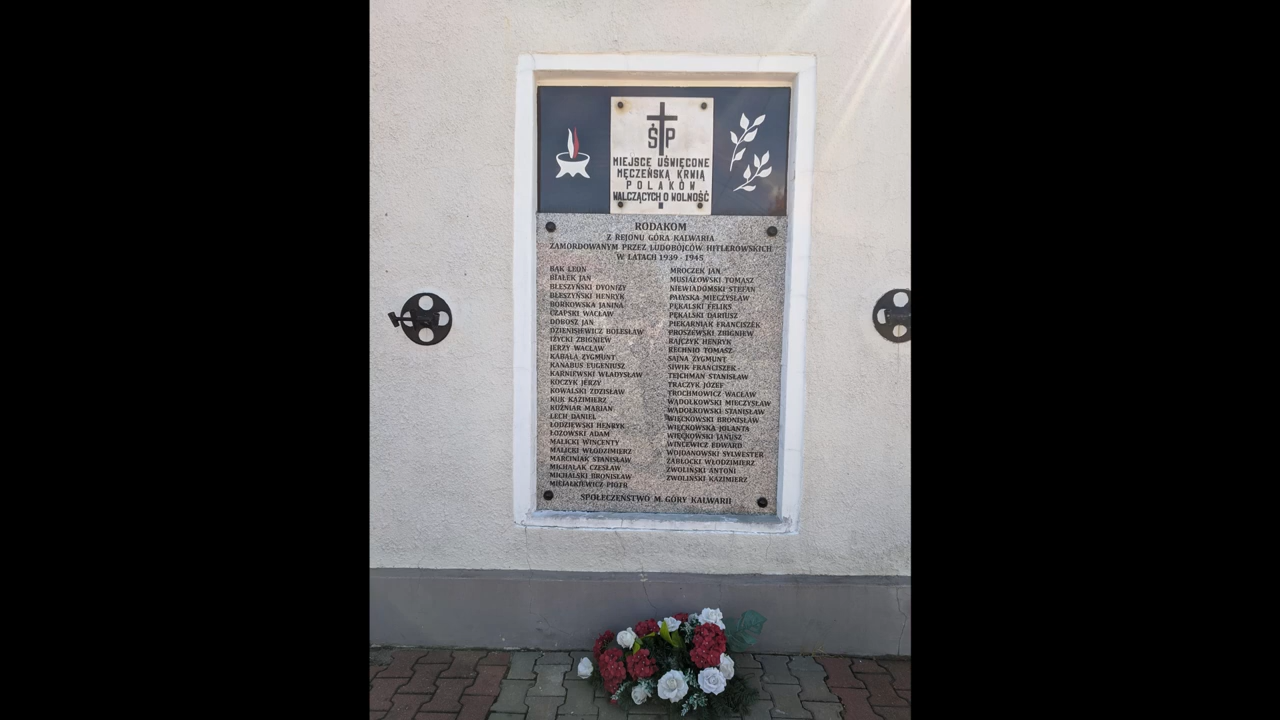 ŚP
MIEJSCE UŚWIĘCONE
MĘCZEŃSKĄ KRWIĄ
POLAKÓW
WALCZĄCYCH O WOLNOŚĆ
RODAKOM
Z REJONU GÓRA KALWARIA
ZAMORDOWANYM PRZEZ LUDOBÓJCÓW HITLEROWSKICH
W LATACH 1939 - 1945
BĄK LEON
BIAŁEK JAN
BLESZYŃSKI DYONIZY
BLESZYŃSKI HENRYK
BORKOWSKA JANINA
CZAPSKI WACŁAW
DOBOSZ JAN
DZIENISIEWICZ BOLESŁAW
IŻYCKI ZBIGNIEW
JERZY WACŁAW
KABALA ZYGMUNT
KANABUS EUGENIUSZ
KARNIEWSKI WŁADYSŁAW
KOCZYK JERZY
KOWALSKI ZDZISŁAW
KUR KAZIMIERZ
KUŹNIAR MARIAN
LECH DANIEL
ŁODZIEWSKI HENRYK
ŁOZOWSKI ADAM
MALICKI WINCENTY
MALICKI WŁODZIMIERZ
MARCINIAK STANISŁAW
MICHALAK CZESŁAW
MICHALSKI BRONISŁAW
MIEJAŁKIEWICZ PIOTR
MROCZEK JAN
MUSIAŁOWSKI TOMASZ
NIEWIADOMSKI STEFAN
PAŁYSKA MIECZYSŁAW
PĘKALSKI FELIKS
PĘKALSKI DARIUSZ
PIEKARNIAK FRANCISZEK
PROSZEWSKI ZBIGNIEW
RAJCZYK HENRYK
RECHNIO TOMASZ
SAJNA ZYGMUNT
SIWIK FRANCISZEK
TEJCHMAN STANISŁAW
TRACZYK JÓZEF
TROCHMOWICZ WACŁAW
WĄDOŁKOWSKI MIECZYSŁAW
WĄDOŁKOWSKI STANISŁAW
WIĘCKOWSKI BRONISŁAW
WIĘCKOWSKA JOLANTA
WIĘCKOWSKI JANUSZ
WINCEWICZ EDWARD
WOJDANOWSKI SYLWESTER
ZABŁOCKI WŁODZIMIERZ
ZWOLIŃSKI ANTONI
ZWOLIŃSKI KAZIMIERZ
SPOŁECZEŃSTWO M. GÓRY KALWARII